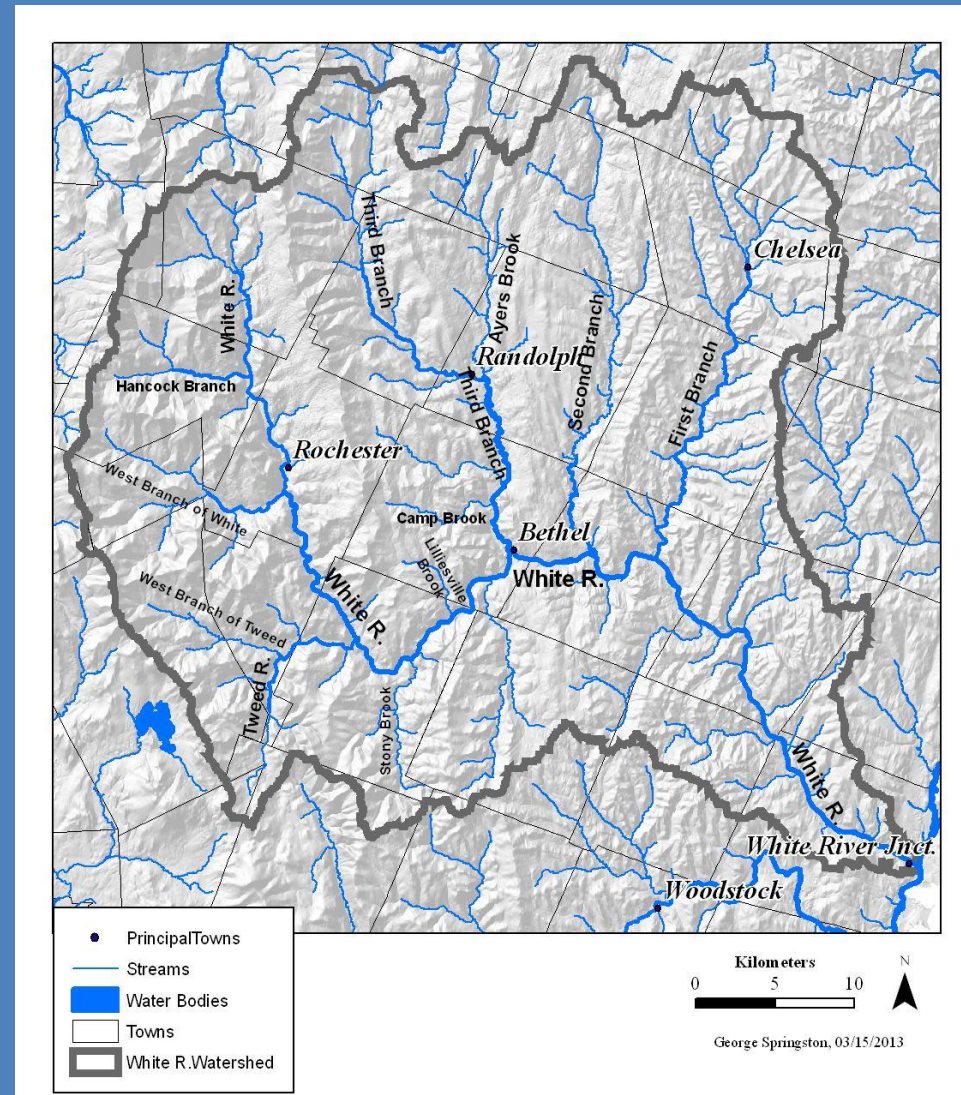 Third Branch
White R.
Ayers Brook
Chelsea
Second Branch
First Branch
Randolph
Hancock Branch
Third Branch
Rochester
West Branch of White
Camp Brook
Bethel
Lilliesville
Brook
White R.
White R.
West Branch of Tweed
Tweed R.
Stony Brook
White R.
White River Jnct.
Woodstock
PrincipalTowns
Streams
Water Bodies
Towns
White R.Watershed
Kilometers
0 5 10
N
George Springston, 03/15/2013